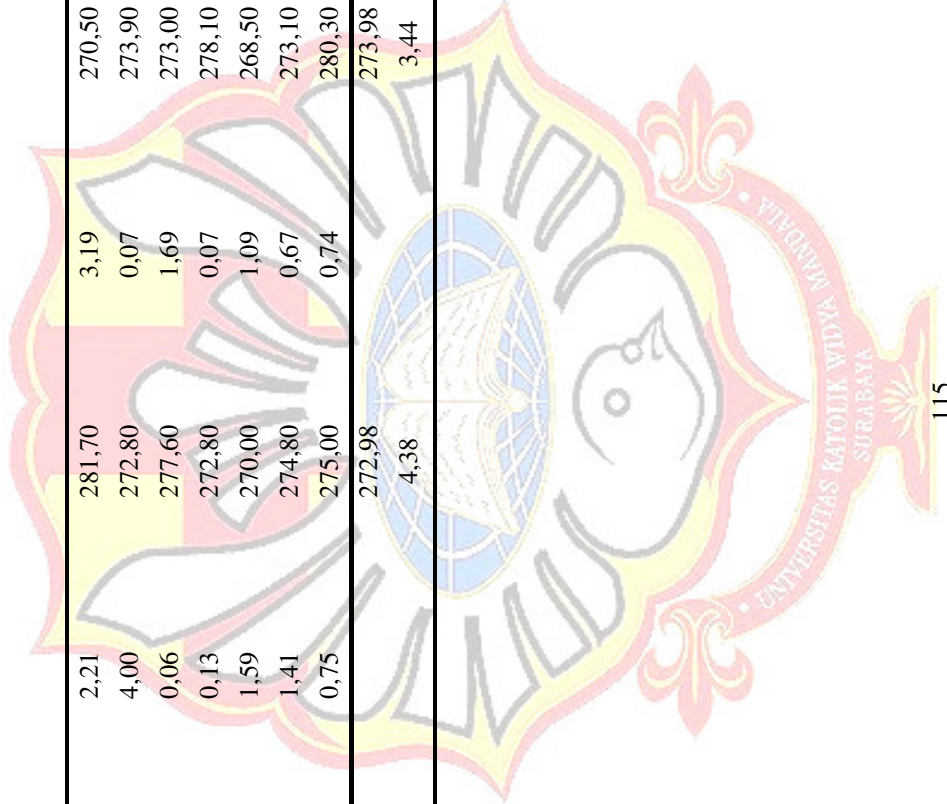 2,21 281,70 3,19 270,50
4,00 272,80 0,07 273,90
0,06 277,60 1,69 273,00
0,13 272,80 0,07 278,10
1,59 270,00 1,09 268,50
1,41 274,80 0,67 273,10
0,75 275,00 0,74 280,30
272,98 273,98
4,38 3,44
UNIVERSITAS KATOLIK WIDYA MANDALA
SURABAYA
115